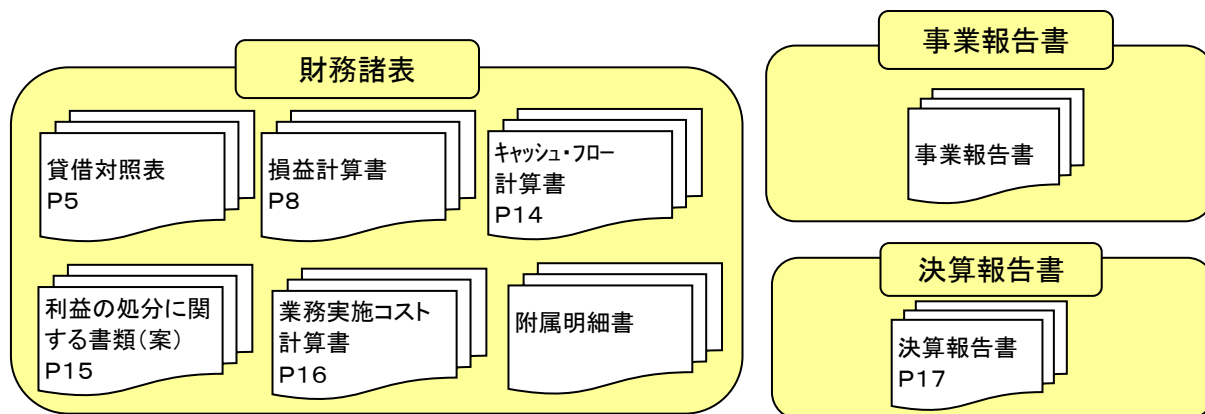 財務諸表
貸借対照表
P5
損益計算書
P8
キャッシュ・フロー
計算書
P14
利益の処分に関
する書類(案)
P15
業務実施コスト
計算書
P16
附属明細書
事業報告書
事業報告書
決算報告書
決算報告書
P17